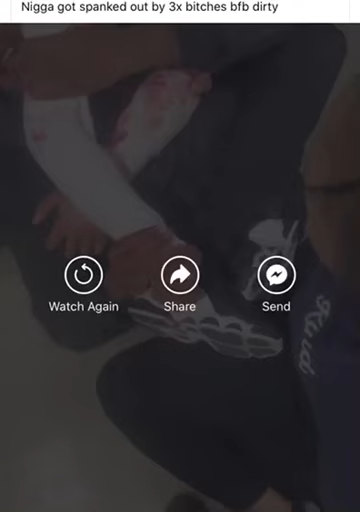 Nigga got spanked out by 3x bitches bfb dirty
Watch Again
Share
Send